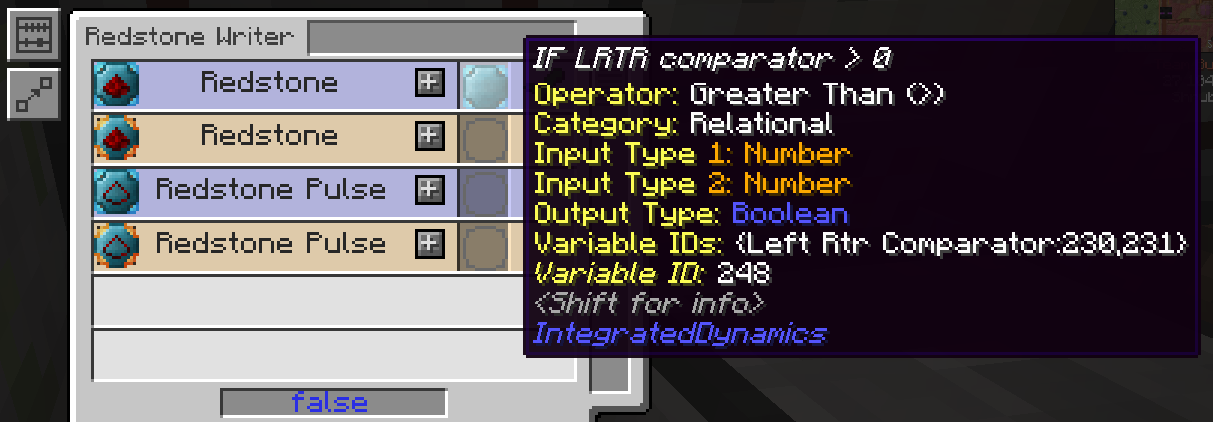 Redstone Writer
Redstone
Redstone
Redstone Pulse
Redstone Pulse
false
IF LRTR comparator > 0
Operator: Greater Than (>)
Category: Relational
Input Type 1: Number
Input Type 2: Number
Output Type: Boolean
Variable IDs: {Left Rtr Comparator:230,231}
Variable ID: 248
<Shift for info>
IntegratedDynamics